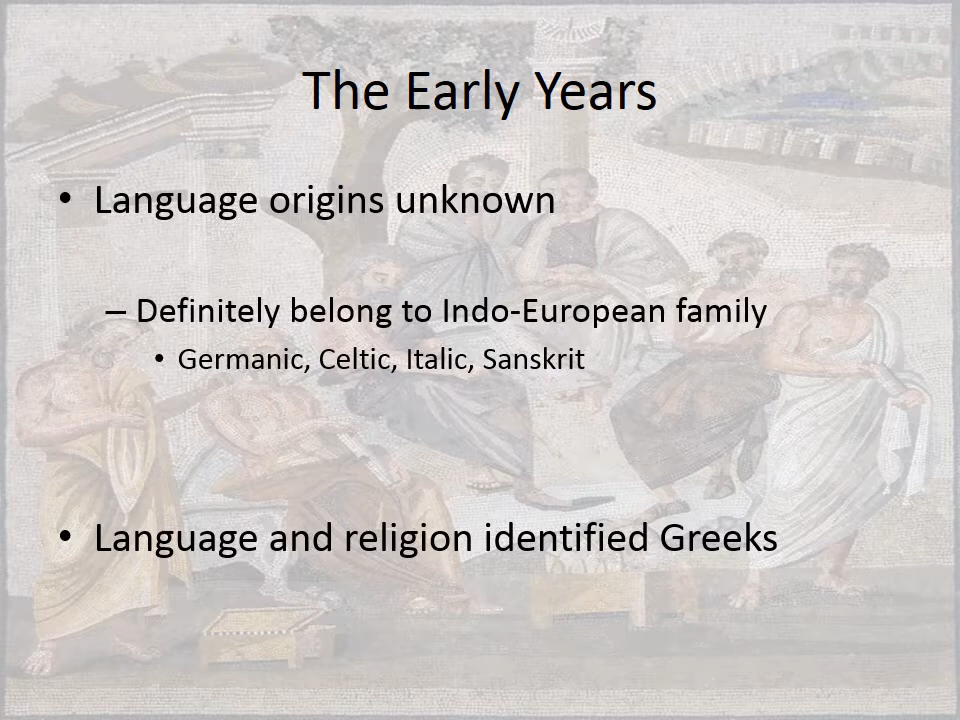 The Early Years
• Language origins unknown
– Definitely belong to Indo-European family
• Germanic, Celtic, Italic, Sanskrit
• Language and religion identified Greeks